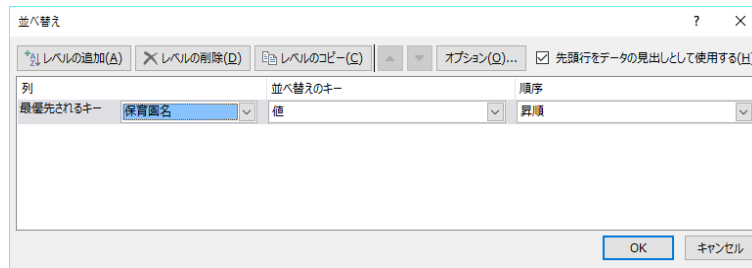 並べ替え
レベルの追加(A) レベルの削除(D) レベルのコピー(C) オプション(O)... 先頭行をデータの見出しとして使用する(H)
列 並べ替えのキー 順序
最優先されるキー 保育園名 値 昇順
OK キャンセル